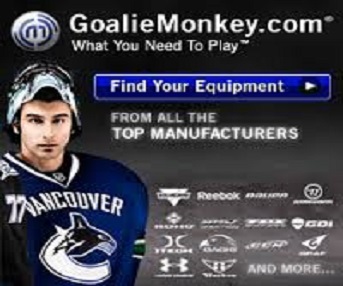 GoalieMonkey.com®
What You Need To Play™
Find Your Equipment
FROM ALL THE
TOP MANUFACTURERS
VANCOUVER
Reebok BAUER
ITECH
AND MORE...